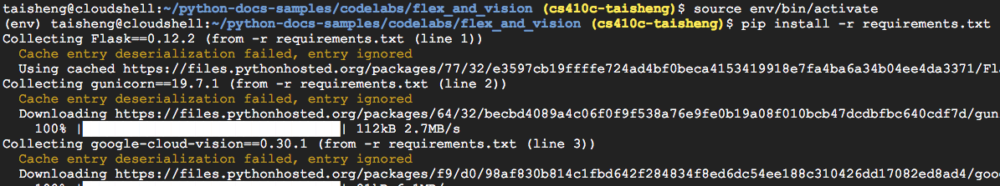 taisheng@cloudshell:~/python-docs-samples/codelabs/flex_and_vision (cs410c-taisheng)$ source env/bin/activate
(env) taisheng@cloudshell:~/python-docs-samples/codelabs/flex_and_vision (cs410c-taisheng)$ pip install -r requirements.txt
Collecting Flask==0.12.2 (from -r requirements.txt (line 1))
Cache entry deserialization failed, entry ignored
Using cached https://files.pythonhosted.org/packages/77/32/e3597cb19ffffe724ad4bf0beca4153419918e7fa4ba6a34b04ee4da3371/Fl
Collecting gunicorn==19.7.1 (from -r requirements.txt (line 2))
Cache entry deserialization failed, entry ignored
Downloading https://files.pythonhosted.org/packages/64/32/becbd4089a4c06f0f9f538a76e9fe0b19a08f010bcb47dcdbfbc640cdf7d/gun
100% | | 112kB 2.7MB/s
Collecting google-cloud-vision==0.30.1 (from -r requirements.txt (line 3))
Cache entry deserialization failed, entry ignored
Downloading https://files.pythonhosted.org/packages/f9/d0/98af830b814c1fbd642f284834f8ed6dc54ee188c310426dd17082ed8ad4/goo